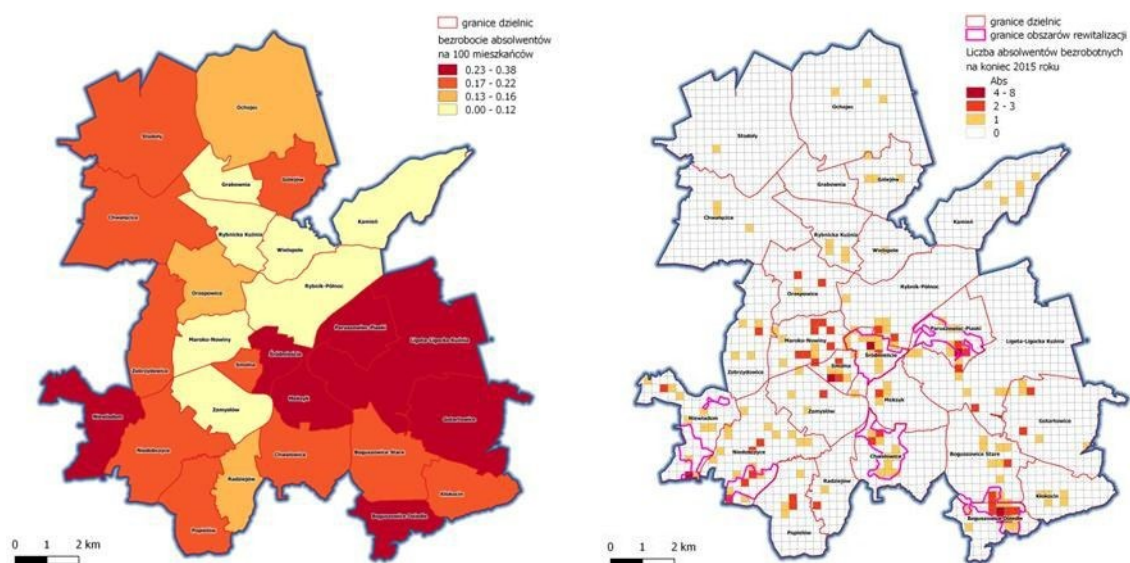 granice dzielnic
bezrobocie absolwentów
na 100 mieszkańców
0.23 - 0.38
0.17 - 0.22
0.13 - 0.16
0.00 - 0.12
Ochojec
Stodoły
Grabownia
Golejów
Chwałęcice
Kamień
Rybnicka Kuźnia
Wielopole
Orzepowice
Rybnik-Północ
Paruszowiec-Piaski
Ligota-Ligocka Kuźnia
Maroko-Nowiny
Śródmieście
Smolna
Zebrzydowice
Meksyk
Zamysłów
Gotartowice
Niewiadom
Niedobczyce
Chwałowice
Boguszowice Stare
Radziejów
Kłokocin
Popielów
Boguszowice Osiedle
0 1 2 km
granice dzielnic
granice obszarów rewitalizacji
Liczba absolwentów bezrobotnych
na koniec 2015 roku
Abs
4 - 8
2 - 3
1
0
Ochojec
Stodoły
Grabownia
Golejów
Chwałęcice
Kamień
Rybnicka Kuźnia
Wielopole
Orzepowice
Rybnik-Północ
Paruszowiec-Piaski
Ligota-Ligocka Kuźnia
Maroko-Nowiny
Śródmieście
Smolna
Zebrzydowice
Meksyk
Zamysłów
Gotartowice
Niewiadom
Niedobczyce
Chwałowice
Boguszowice Stare
Radziejów
Kłokocin
Popielów
Boguszowice Osiedle
0 1 2 km